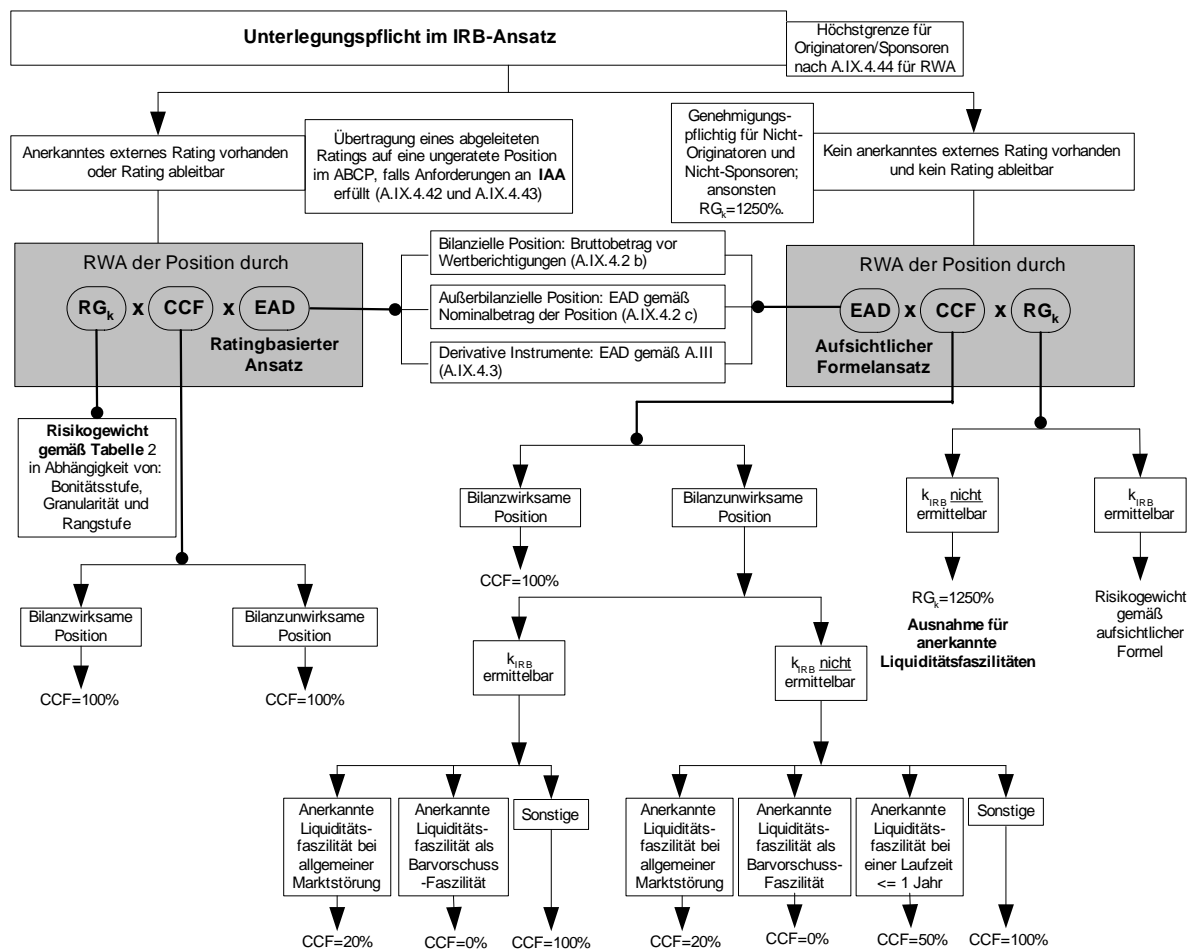 Unterlegungspflicht im IRB-Ansatz
Höchstgrenze für
Originatoren/Sponsoren
nach A.IX.4.44 für RWA
Anerkanntes externes Rating vorhanden
oder Rating ableitbar
Übertragung eines abgeleiteten
Ratings auf eine ungeratete Position
im ABCP, falls Anforderungen an IAA
erfüllt (A.IX.4.42 und A.IX.4.43)
Genehmigungs-
pflichtig für Nicht-
Originatoren und
Nicht-Sponsoren;
ansonsten
RGk=1250%.
Kein anerkanntes externes Rating vorhanden
und kein Rating ableitbar
RWA der Position durch
RGk x CCF x EAD
Ratingbasierter
Ansatz
Bilanzielle Position: Bruttobetrag vor
Wertberichtigungen (A.IX.4.2 b)
Außerbilanzielle Position: EAD gemäß
Nominalbetrag der Position (A.IX.4.2 c)
Derivative Instrumente: EAD gemäß A.III
(A.IX.4.3)
RWA der Position durch
EAD x CCF x RGk
Aufsichtlicher
Formelansatz
Risikogewicht
gemäß Tabelle 2
in Abhängigkeit von:
Bonitätsstufe,
Granularität und
Rangstufe
Bilanzwirksame
Position
CCF=100%
Bilanzunwirksame
Position
CCF=100%
Bilanzwirksame
Position
CCF=100%
Bilanzunwirksame
Position
kIRB nicht
ermittelbar
RGk=1250%
Ausnahme für
anerkannte
Liquiditätsfaszilitäten
kIRB
ermittelbar
Risikogewicht
gemäß
aufsichtlicher
Formel
kIRB
ermittelbar
kIRB nicht
ermittelbar
Anerkannte
Liquiditäts-
faszilität bei
allgemeiner
Marktstörung
CCF=20%
Anerkannte
Liquiditäts-
faszilität als
Barvorschuss
-Faszilität
CCF=0%
Sonstige
CCF=100%
Anerkannte
Liquiditäts-
faszilität bei
allgemeiner
Marktstörung
CCF=20%
Anerkannte
Liquiditäts-
faszilität als
Barvorschuss-
Faszilität
CCF=0%
Anerkannte
Liquiditäts-
faszilität bei
einer Laufzeit
<= 1 Jahr
CCF=50%
Sonstige
CCF=100%